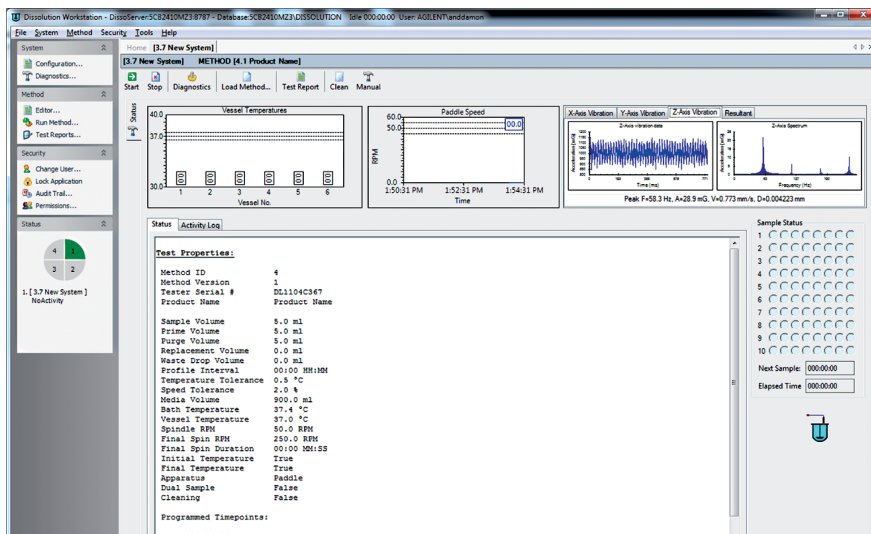 Dissolution Workstation - DissoServer:5CB2410MZ3:8787 - Database:5CB2410MZ3\DISSOLUTION Idle 000:00:00 User: AGILENT\anddamon
File System Method Security Tools Help
System
Configuration...
Diagnostics...
Method
Editor...
Run Method...
Test Reports...
Security
Change User...
Lock Application
Audit Trail...
Permissions...
Status
4 1
3 2
1. [ 3.7 New System ]
NoActivity
Home [3.7 New System]
[3.7 New System] METHOD [4.1 Product Name]
Start Stop Diagnostics Load Method... Test Report Clean Manual
Status
Vessel Temperatures
40.0
37.0
30.0
1 2 3 4 5 6
Vessel No.
Paddle Speed
60.0
50.0
00.0
RPM
0.0
1:50:31 PM 1:52:31 PM 1:54:31 PM
Time
X-Axis Vibration Y-Axis Vibration Z-Axis Vibration Resultant
Z-Axis vibration data
Acceleration [mG]
Time (ms)
Z-Axis Spectrum
Acceleration [mG]
Frequency (Hz)
Peak F=58.3 Hz, A=28.9 mG, V=0.773 mm/s, D=0.004223 mm
Status Activity Log
Test Properties:
Method ID 4
Method Version 1
Tester Serial # DL1104C367
Product Name Product Name
Sample Volume 5.0 ml
Prime Volume 5.0 ml
Purge Volume 5.0 ml
Replacement Volume 0.0 ml
Waste Drop Volume 0.0 ml
Profile Interval 00:00 HH:MM
Temperature Tolerance 0.5 °C
Speed Tolerance 2.0 %
Media Volume 900.0 ml
Bath Temperature 37.4 °C
Vessel Temperature 37.0 °C
Spindle RPM 50.0 RPM
Final Spin RPM 250.0 RPM
Final Spin Duration 00:00 MM:SS
Initial Temperature True
Final Temperature True
Apparatus Paddle
Dual Sample False
Cleaning False
Programmed Timepoints:
Sample Status
1
2
3
4
5
6
7
8
9
10
Next Sample: 000:00:00
Elapsed Time 000:00:00